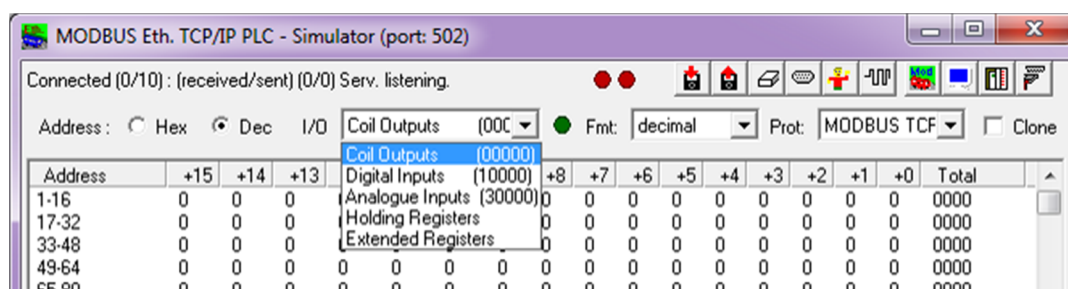 MODBUS Eth. TCP/IP PLC - Simulator (port: 502)
Connected (0/10) : (received/sent) (0/0) Serv. listening.
Address : Hex Dec I/O Coil Outputs (00C Fmt: decimal Prot: MODBUS TCF Clone
Coil Outputs (00000)
Digital Inputs (10000)
Analogue Inputs (30000)
Holding Registers
Extended Registers
Address +15 +14 +13 +8 +7 +6 +5 +4 +3 +2 +1 +0 Total
1-16 0 0 0 0 0 0 0 0 0 0 0 0 0000
17-32 0 0 0 0 0 0 0 0 0 0 0 0 0000
33-48 0 0 0 0 0 0 0 0 0 0 0 0 0000
49-64 0 0 0 0 0 0 0 0 0 0 0 0 0 0 0 0 0000